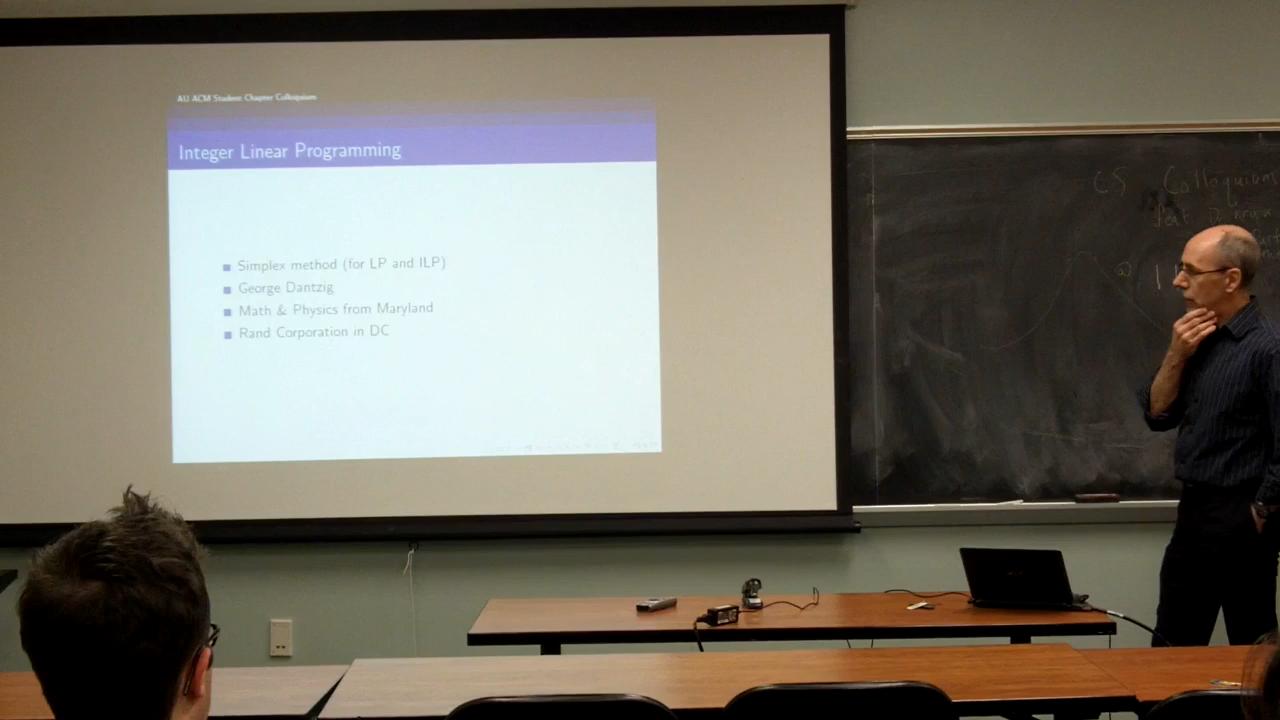 AU ACM Student Chapter Colloquium
Integer Linear Programming
Simplex method (for LP and ILP)
George Dantzig
Math & Physics from Maryland
Rand Corporation in DC
CS Colloquium